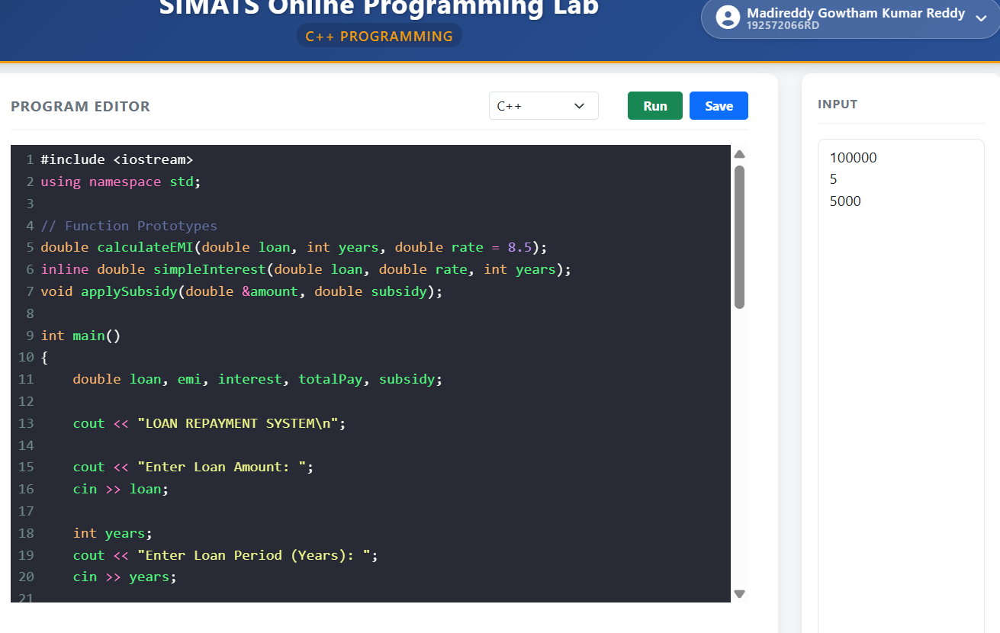 SIMATS Online Programming Lab
C++ PROGRAMMING
Madireddy Gowtham Kumar Reddy
192572066RD
PROGRAM EDITOR
C++
Run
Save
INPUT
1 #include <iostream>
2 using namespace std;
3
4 // Function Prototypes
5 double calculateEMI(double loan, int years, double rate = 8.5);
6 inline double simpleInterest(double loan, double rate, int years);
7 void applySubsidy(double &amount, double subsidy);
8
9 int main()
10 {
11     double loan, emi, interest, totalPay, subsidy;
12
13     cout << "LOAN REPAYMENT SYSTEM\n";
14
15     cout << "Enter Loan Amount: ";
16     cin >> loan;
17
18     int years;
19     cout << "Enter Loan Period (Years): ";
20     cin >> years;
21
100000
5
5000